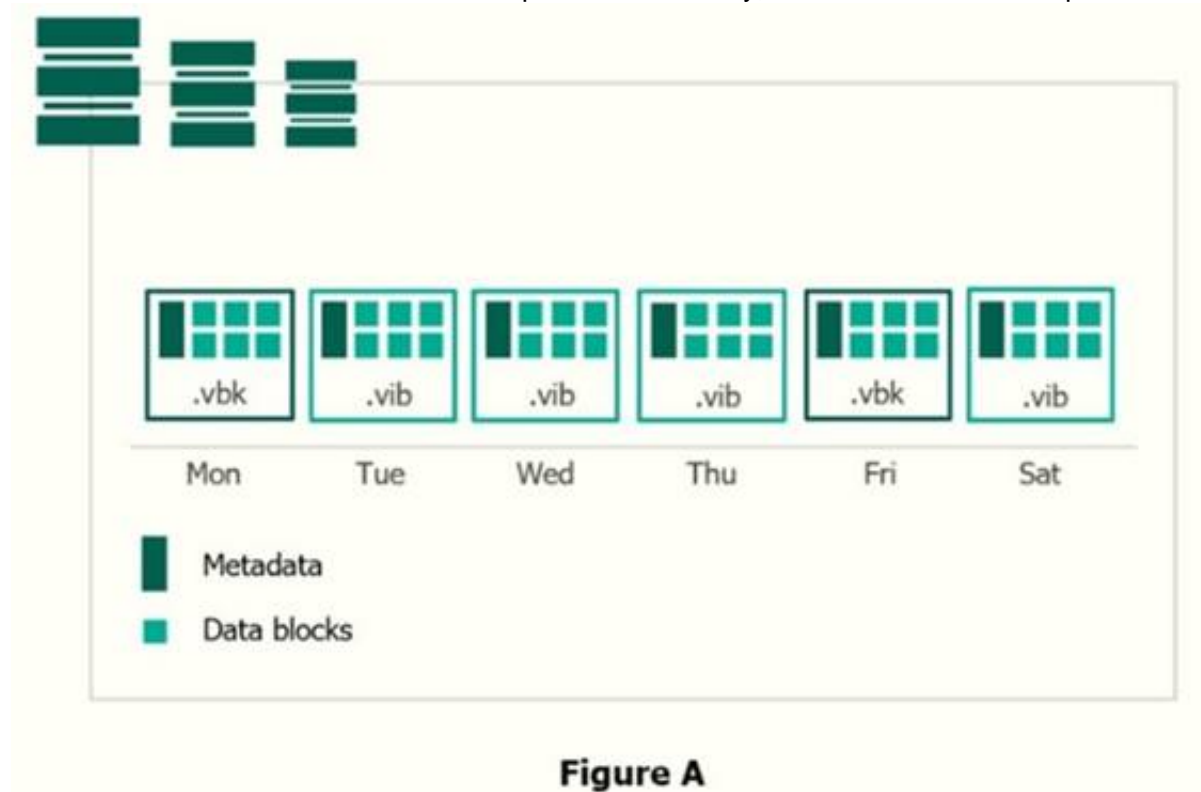 .vbk .vib .vib .vib .vbk .vib
Mon Tue Wed Thu Fri Sat
Metadata
Data blocks
Figure A